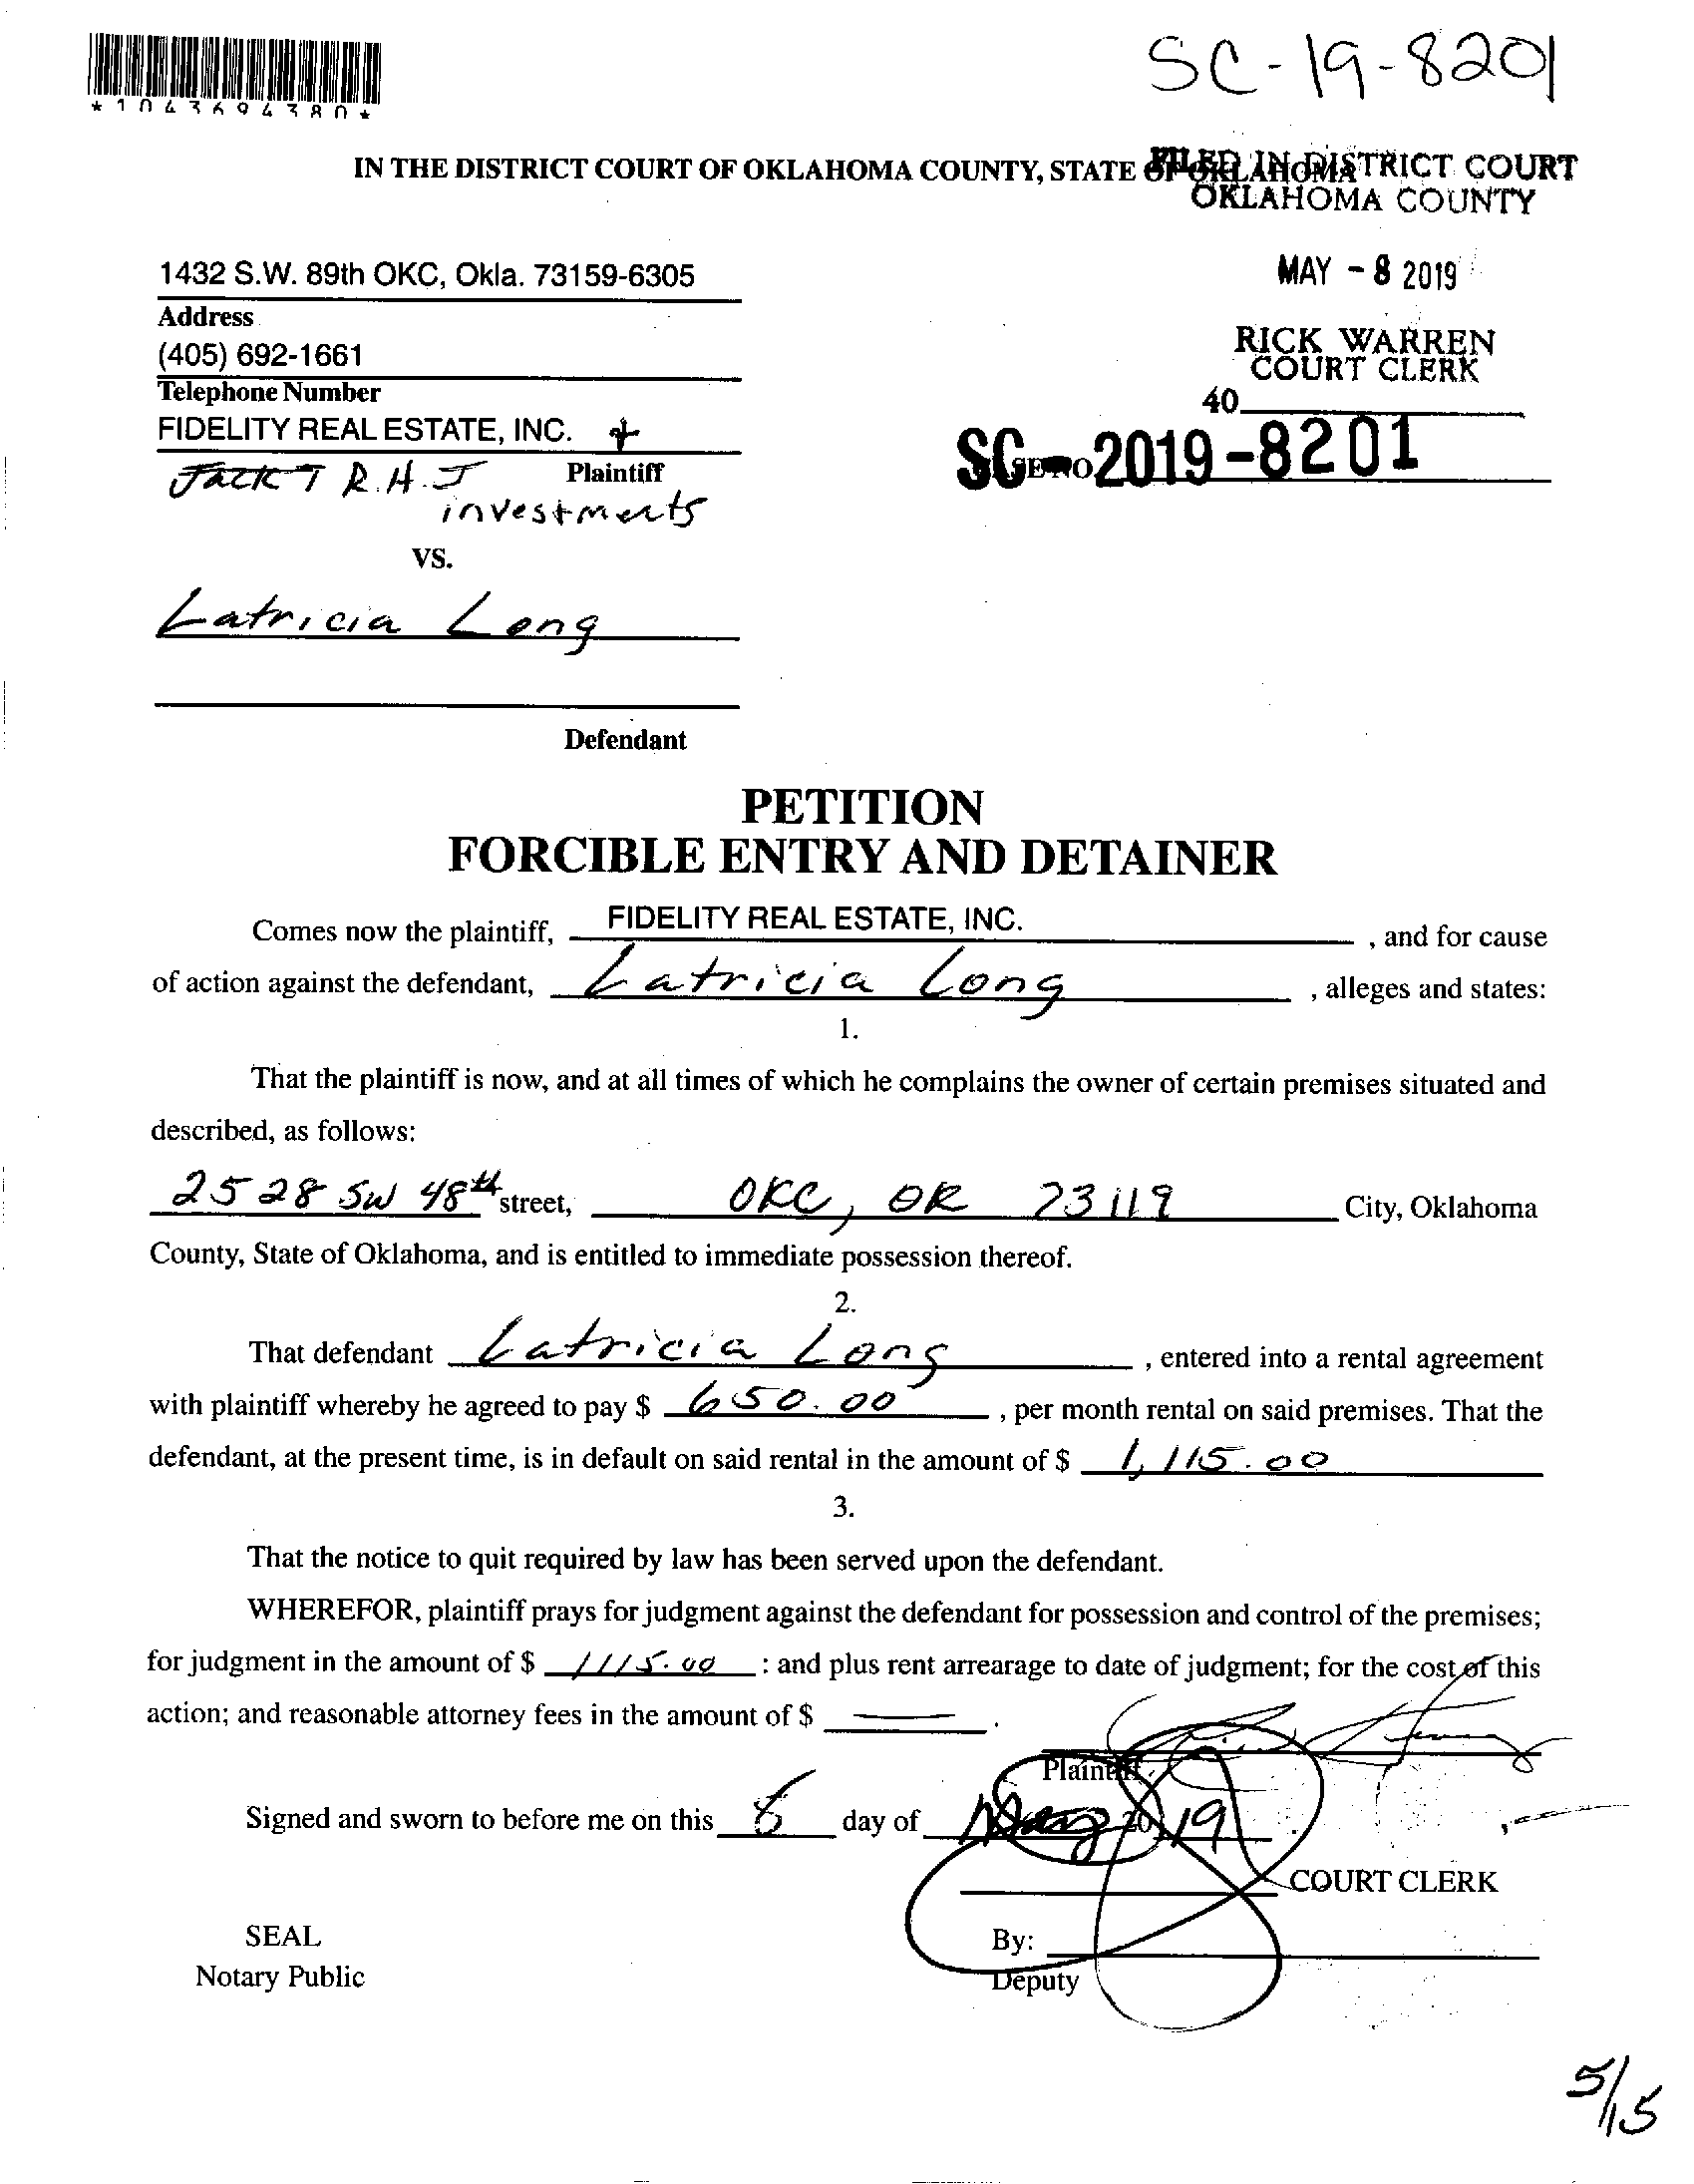 SC-19-8201
*1043694380*
IN THE DISTRICT COURT OF OKLAHOMA COUNTY, STATE OF OKLAHOMA
FILED IN DISTRICT COURT
OKLAHOMA COUNTY
MAY - 8 2019
RICK WARREN
COURT CLERK
40
SC-2019-8201
1432 S.W. 89th OKC, Okla. 73159-6305
Address
(405) 692-1661
Telephone Number
FIDELITY REAL ESTATE, INC. +
Plaintiff
R.H.J
investments
VS.
Latricia Long
Defendant
PETITION
FORCIBLE ENTRY AND DETAINER
Comes now the plaintiff, FIDELITY REAL ESTATE, INC. , and for cause
of action against the defendant, Latricia Long , alleges and states:
1.
That the plaintiff is now, and at all times of which he complains the owner of certain premises situated and
described, as follows:
2528 SW 48th street, OKC, OK 73119 City, Oklahoma
County, State of Oklahoma, and is entitled to immediate possession thereof.
2.
That defendant Latricia Long , entered into a rental agreement
with plaintiff whereby he agreed to pay $ 650.00 , per month rental on said premises. That the
defendant, at the present time, is in default on said rental in the amount of $ 1,115.00
3.
That the notice to quit required by law has been served upon the defendant.
WHEREFOR, plaintiff prays for judgment against the defendant for possession and control of the premises;
for judgment in the amount of $ 1115.00 : and plus rent arrearage to date of judgment; for the cost of this
action; and reasonable attorney fees in the amount of $ — .
Plaintiff
Signed and sworn to before me on this 8 day of May 20 19
COURT CLERK
SEAL
By:
Notary Public
Deputy
5/15